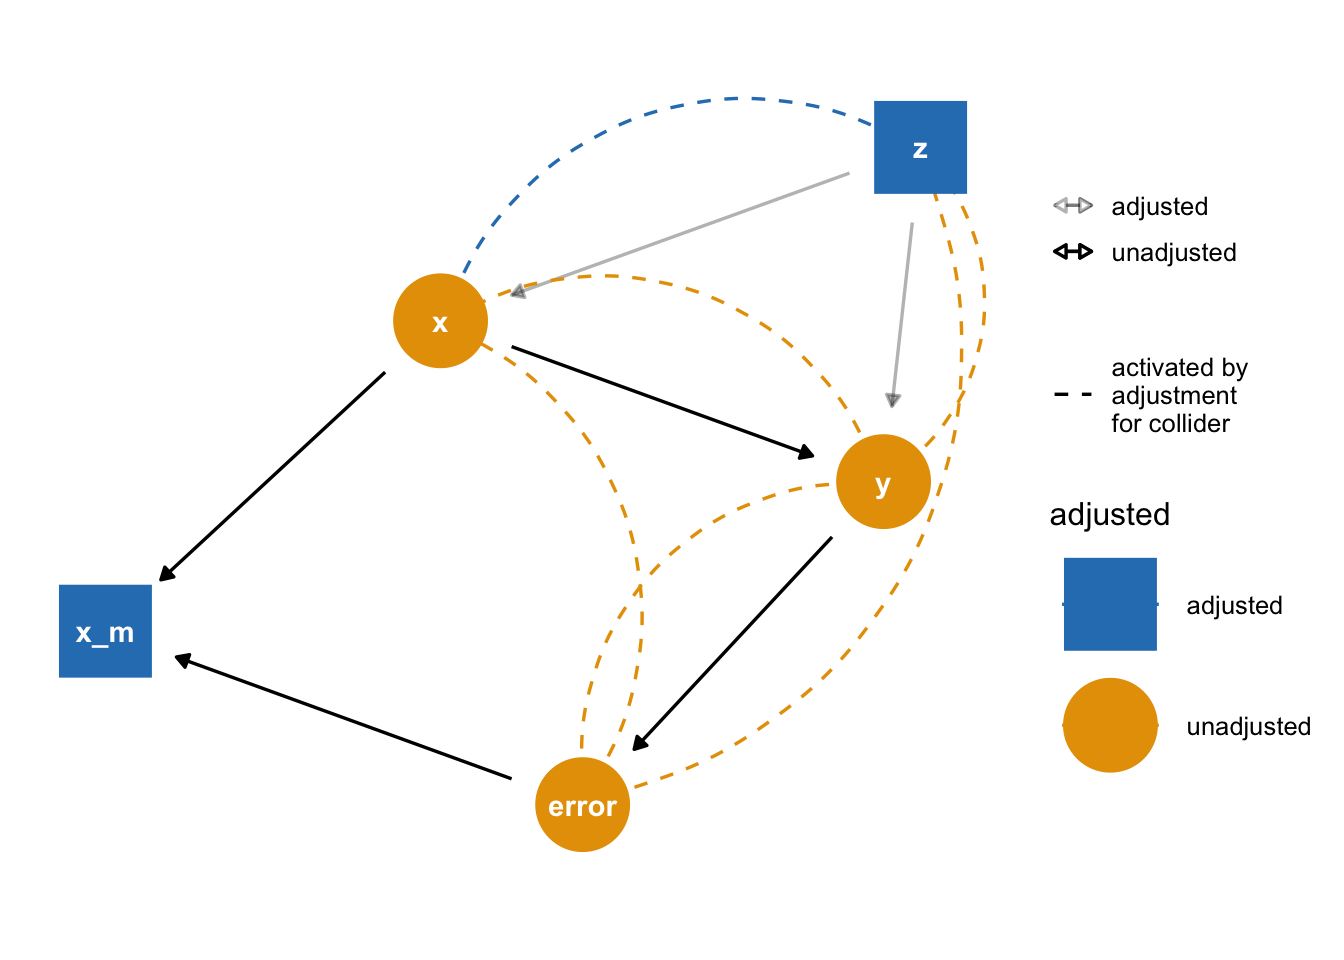 z
adjusted
unadjusted
x
activated by
adjustment
for collider
y
adjusted
adjusted
x_m
unadjusted
error